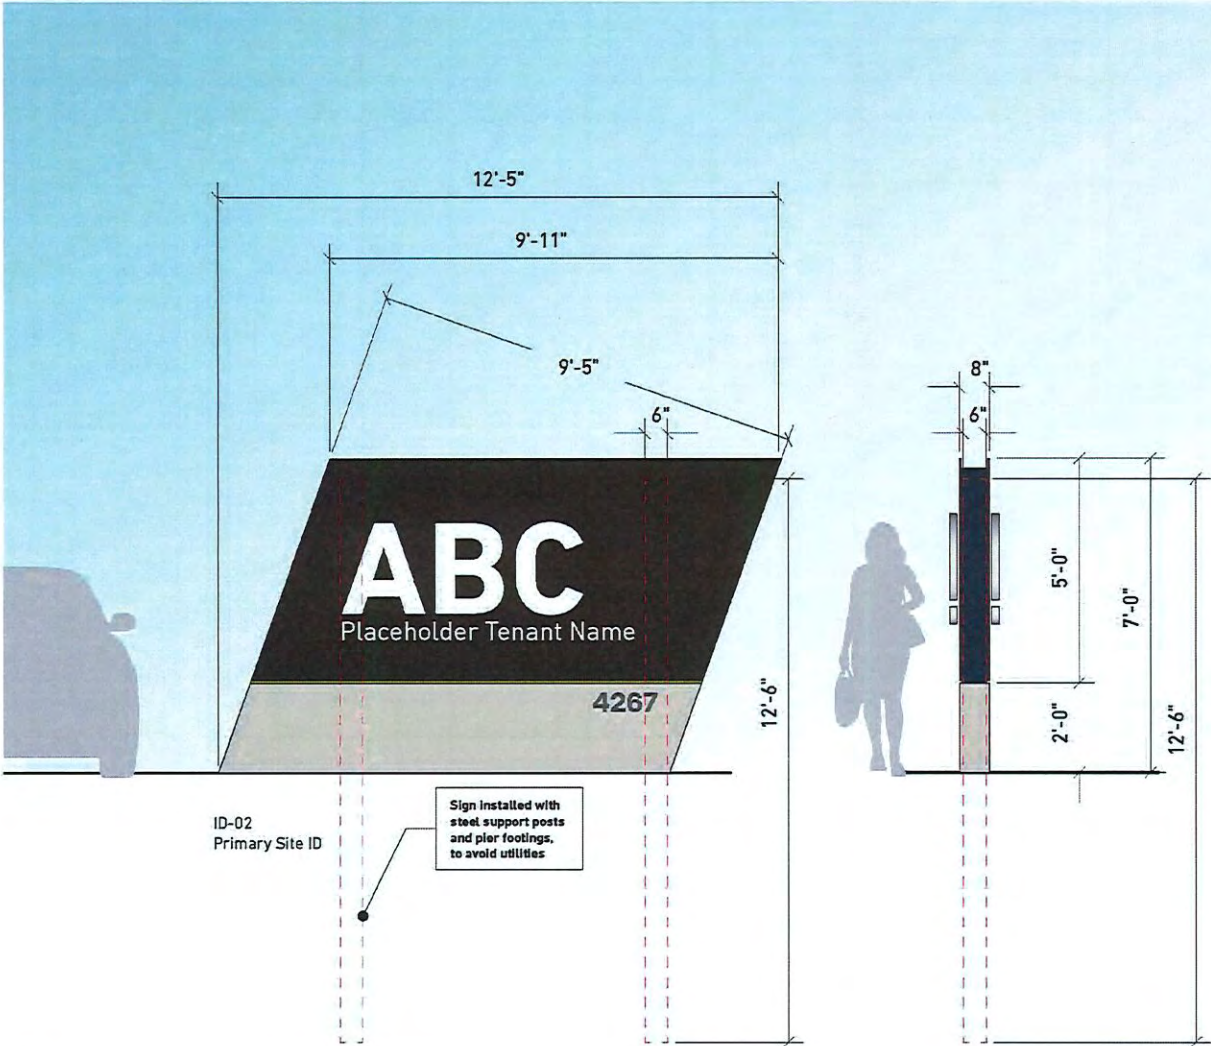 12'-5"
9'-11"
9'-5"
6"
8"
6"
ABC
Placeholder Tenant Name
4267
12'-6"
5'-0"
7'-0"
2'-0"
12'-6"
ID-02
Primary Site ID
Sign installed with
steel support posts
and pier footings,
to avoid utilities